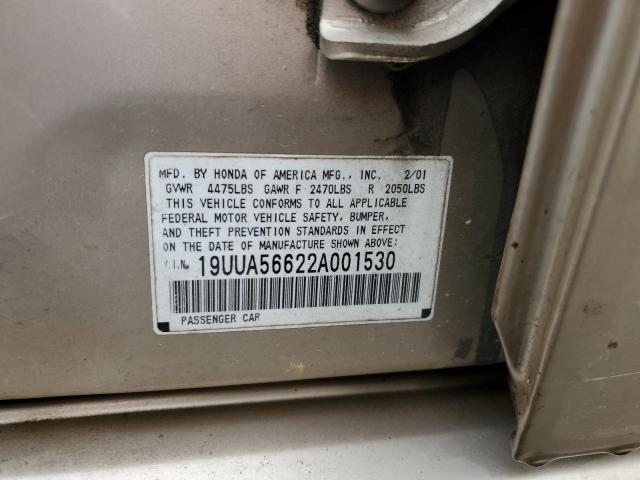 MFD. BY HONDA OF AMERICA MFG., INC. 2/01
GVWR 4475LBS GAWR F 2470LBS R 2050LBS
THIS VEHICLE CONFORMS TO ALL APPLICABLE
FEDERAL MOTOR VEHICLE SAFETY, BUMPER,
AND THEFT PREVENTION STANDARDS IN EFFECT
ON THE DATE OF MANUFACTURE SHOWN ABOVE:
V.I.N. 19UUA56622A001530
PASSENGER CAR